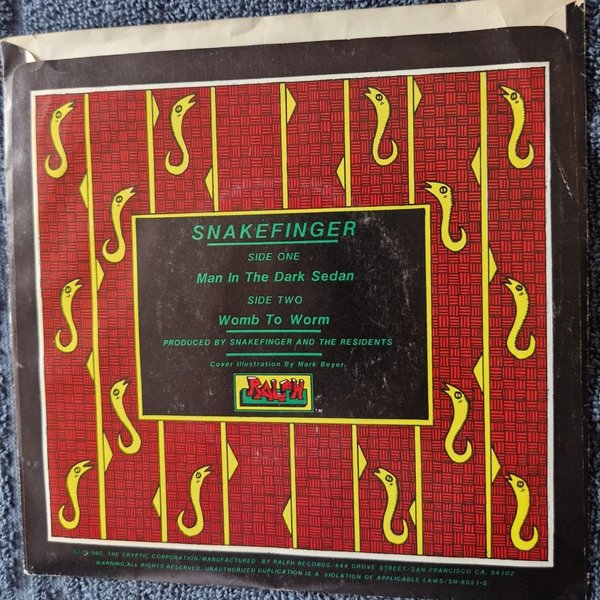 SNAKEFINGER
SIDE ONE
Man In The Dark Sedan
SIDE TWO
Womb To Worm
PRODUCED BY SNAKEFINGER AND THE RESIDENTS
Cover Illustration By Mark Beyer.
RALPH
TM
©℗1980, THE CRYPTIC CORPORATION/MANUFACTURED BY RALPH RECORDS/444 GROVE STREET/SAN FRANCISCO CA. 94102
WARNING, ALL RIGHTS RESERVED. UNAUTHORIZED DUPLICATION IS A VIOLATION OF APPLICABLE LAWS/SN-8051-S